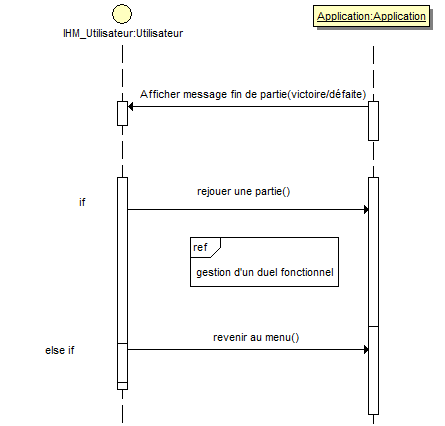 IHM_Utilisateur:Utilisateur
Application:Application
Afficher message fin de partie(victoire/défaite)
if
rejouer une partie()
ref
gestion d'un duel fonctionnel
revenir au menu()
else if